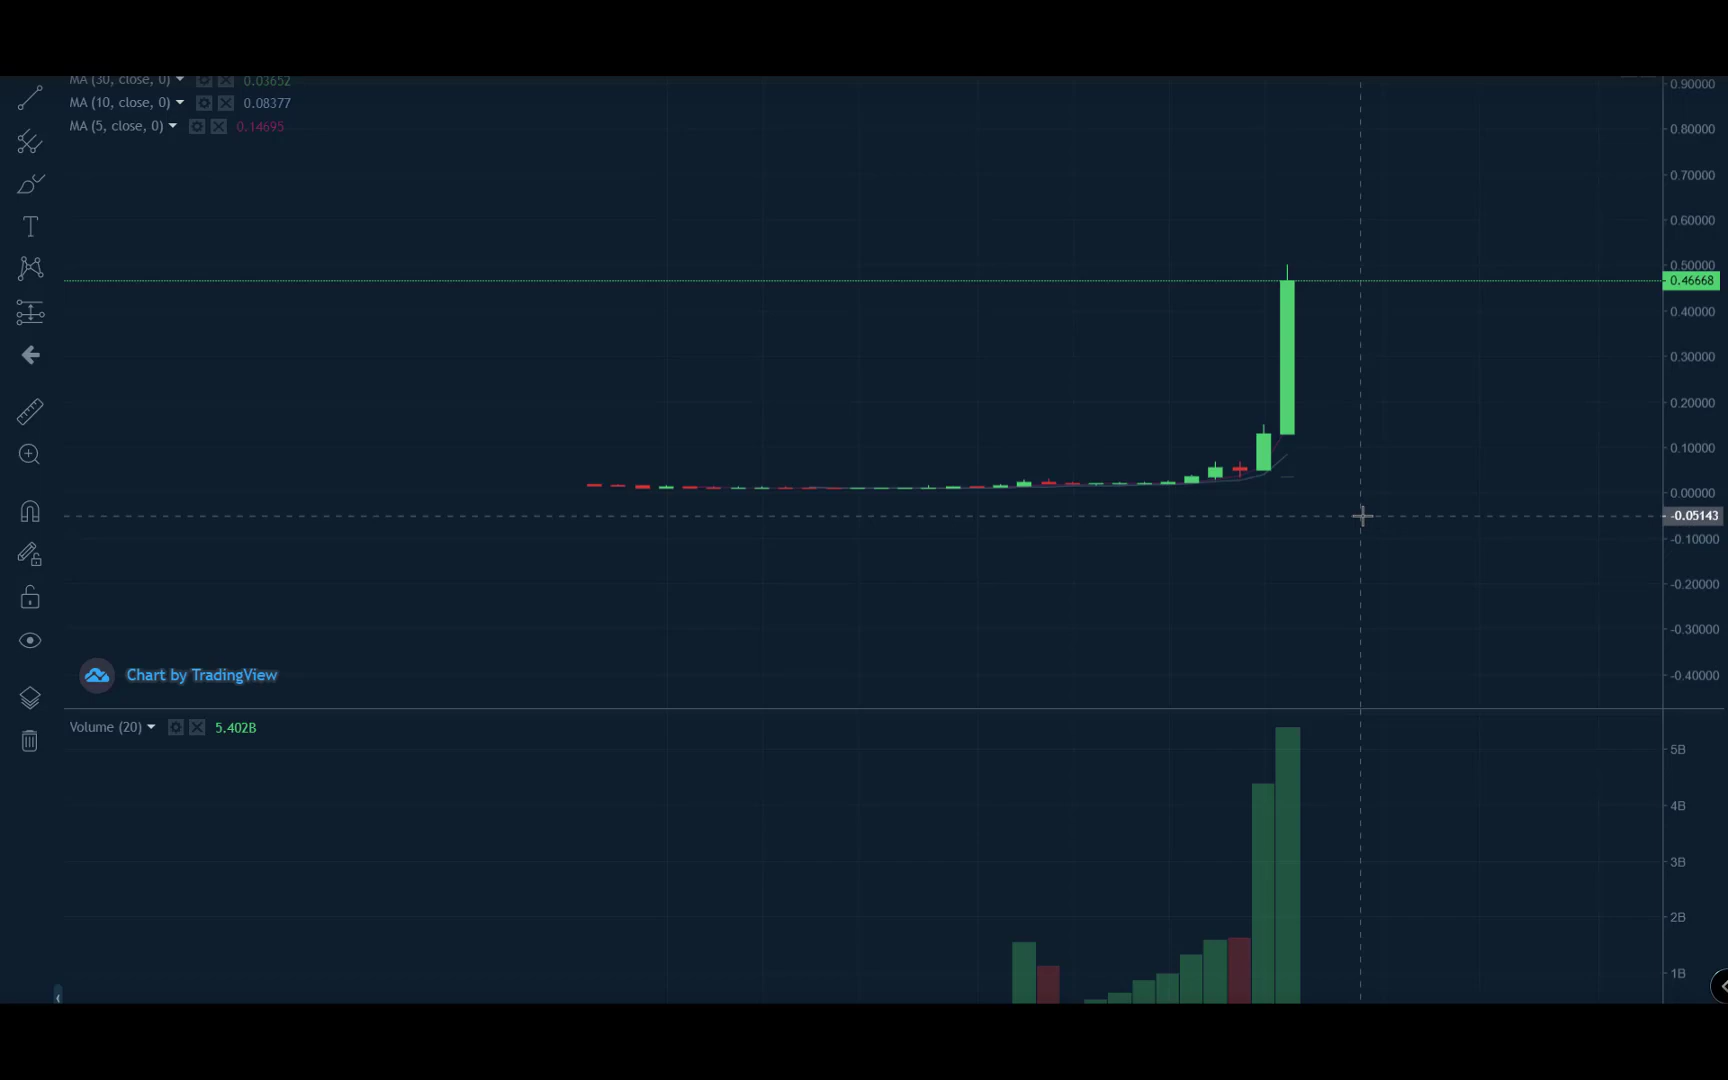 MA (30, close, 0) 0.03652
MA (10, close, 0) 0.08377
MA (5, close, 0) 0.14695
0.90000
0.80000
0.70000
0.60000
0.50000
0.46668
0.40000
0.30000
0.20000
0.10000
0.00000
-0.05143
-0.10000
-0.20000
-0.30000
-0.40000
Chart by TradingView
Volume (20) 5.402B
5B
4B
3B
2B
1B